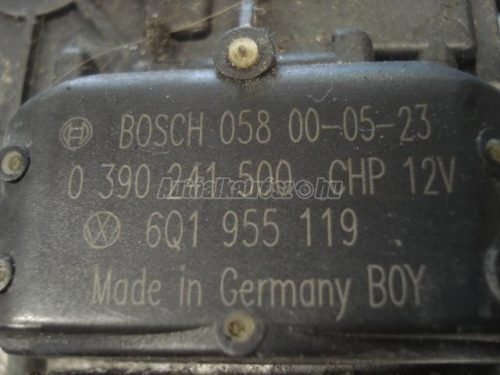 BOSCH 058 00-05-23
0 390 241 500 CHP 12V
6Q1 955 119
Made in Germany BOY